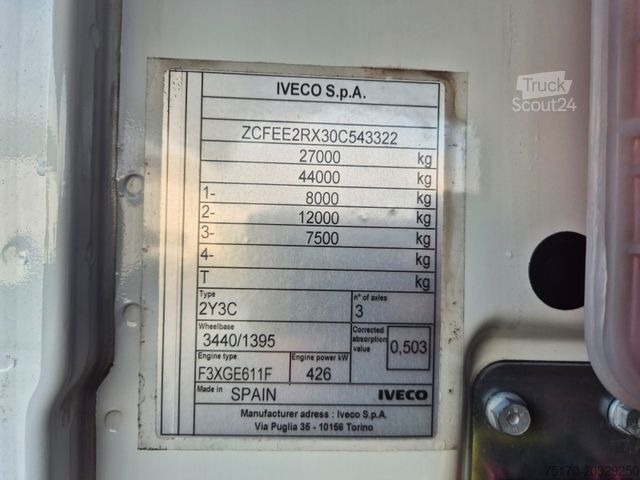 Truck
Scout24
IVECO S.p.A.
ZCFEE2RX30C543322
27000 kg
44000 kg
1- 8000 kg
2- 12000 kg
3- 7500 kg
4- kg
T kg
Type n° of axles
2Y3C 3
Wheelbase Corrected absorption value
3440/1395 0,503
Engine type Engine power kW
F3XGE611F 426
Made in SPAIN IVECO
Manufacturer adress : Iveco S.p.A.
Via Puglia 35 - 10156 Torino
75170-20329250